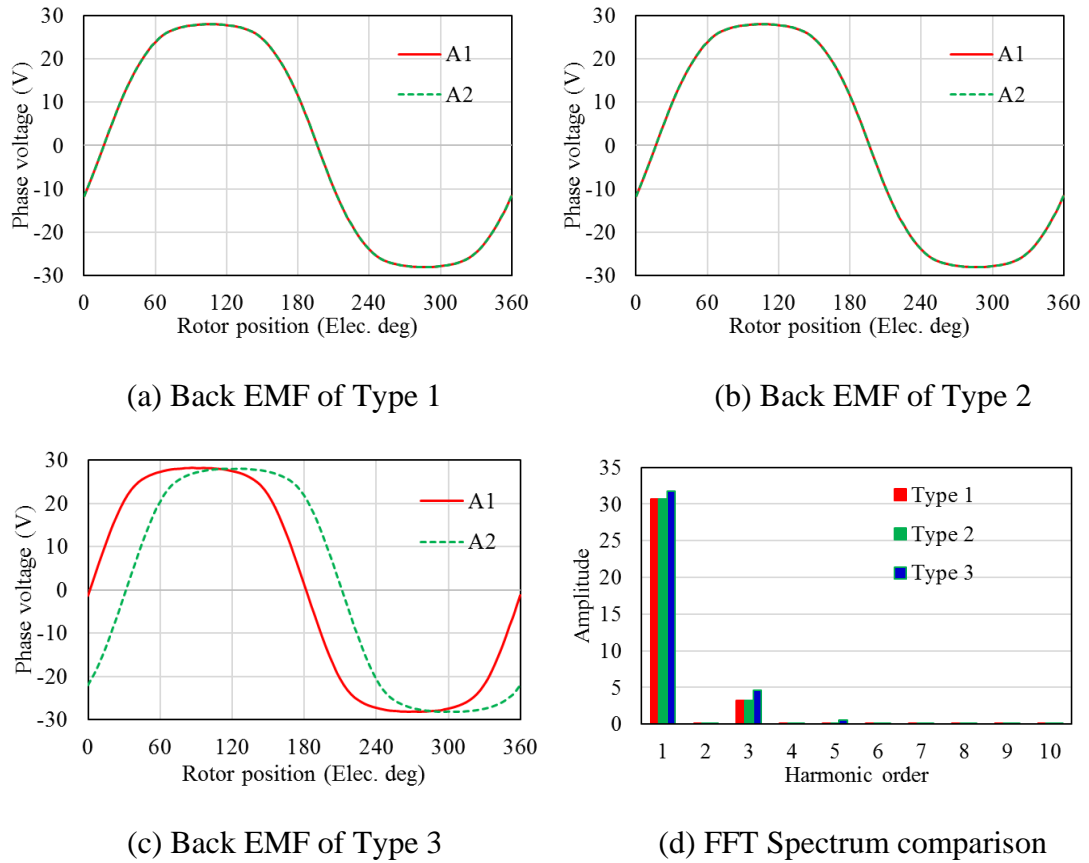 30
20
10
0
-10
-20
-30
Phase voltage (V)
A1
A2
0 60 120 180 240 300 360
Rotor position (Elec. deg)
(a) Back EMF of Type 1
30
20
10
0
-10
-20
-30
Phase voltage (V)
A1
A2
0 60 120 180 240 300 360
Rotor position (Elec. deg)
(b) Back EMF of Type 2
30
20
10
0
-10
-20
-30
Phase voltage (V)
A1
A2
0 60 120 180 240 300 360
Rotor position (Elec. deg)
(c) Back EMF of Type 3
35
30
25
20
15
10
5
0
Amplitude
Type 1
Type 2
Type 3
1 2 3 4 5 6 7 8 9 10
Harmonic order
(d) FFT Spectrum comparison